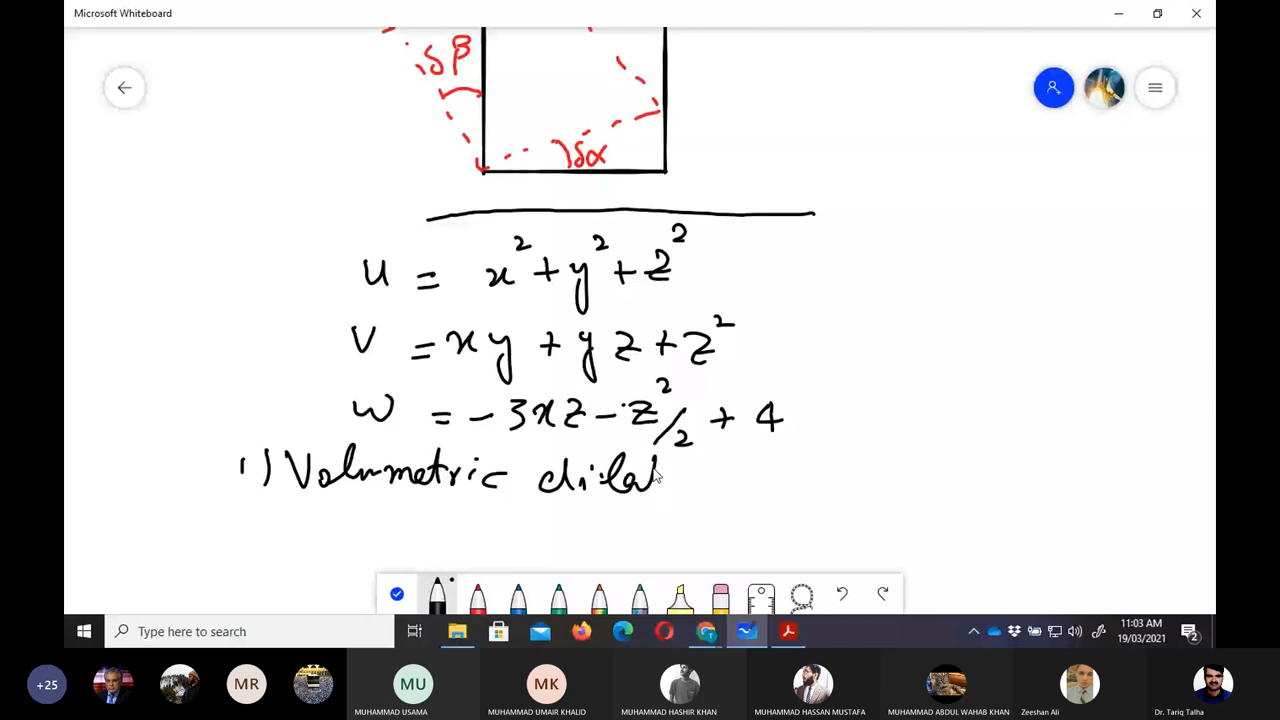 Microsoft Whiteboard
δβ
δα
u = x² + y² + z²
v = xy + yz + z²
w = -3xz - z²/2 + 4
1) Volumetric dilat
Type here to search
11:03 AM
19/03/2021
2
+25
MR
MU
MK
MUHAMMAD USAMA
MUHAMMAD UMAIR KHALID
MUHAMMAD HASHIR KHAN
MUHAMMAD HASSAN MUSTAFA
MUHAMMAD ABDUL WAHAB KHAN
Zeeshan Ali
Dr. Tariq Talha